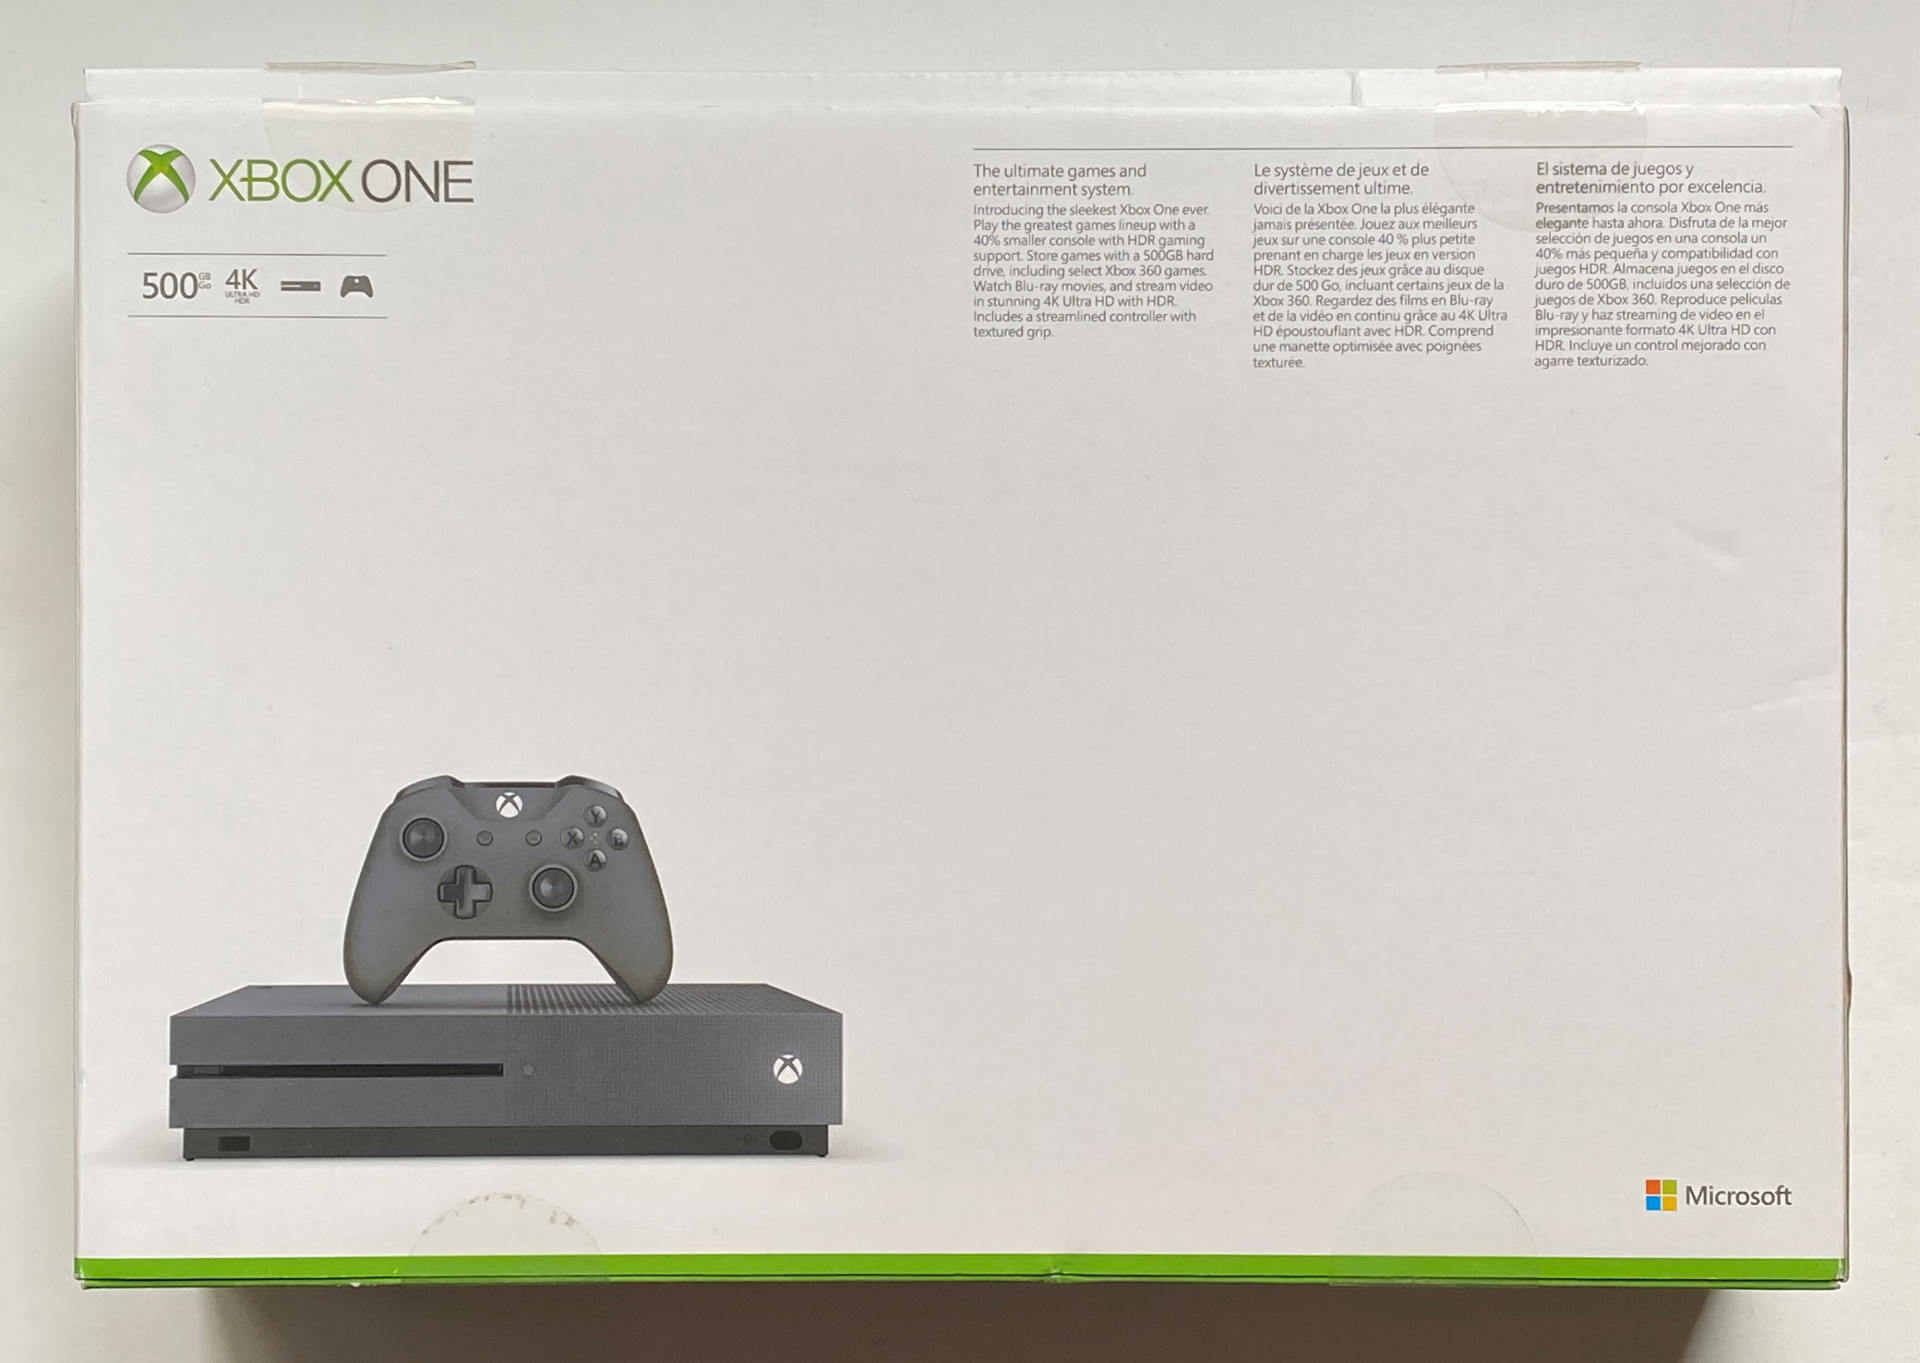 XBOX ONE
500 GB Go
4K ULTRA HD HDR
The ultimate games and
entertainment system.
Introducing the sleekest Xbox One ever.
Play the greatest games lineup with a
40% smaller console with HDR gaming
support. Store games with a 500GB hard
drive, including select Xbox 360 games.
Watch Blu-ray movies, and stream video
in stunning 4K Ultra HD with HDR.
Includes a streamlined controller with
textured grip.
Le système de jeux et de
divertissement ultime.
Voici de la Xbox One la plus élégante
jamais présentée. Jouez aux meilleurs
jeux sur une console 40 % plus petite
prenant en charge les jeux en version
HDR. Stockez des jeux grâce au disque
dur de 500 Go, incluant certains jeux de la
Xbox 360. Regardez des films en Blu-ray
et de la vidéo en continu grâce au 4K Ultra
HD époustouflant avec HDR. Comprend
une manette optimisée avec poignées
texturée.
El sistema de juegos y
entretenimiento por excelencia.
Presentamos la consola Xbox One más
elegante hasta ahora. Disfruta de la mejor
selección de juegos en una consola un
40% más pequeña y compatibilidad con
juegos HDR. Almacena juegos en el disco
duro de 500GB, incluidos una selección de
juegos de Xbox 360. Reproduce películas
Blu-ray y haz streaming de video en el
impresionante formato 4K Ultra HD con
HDR. Incluye un control mejorado con
agarre texturizado.
Y
X B
A
Microsoft